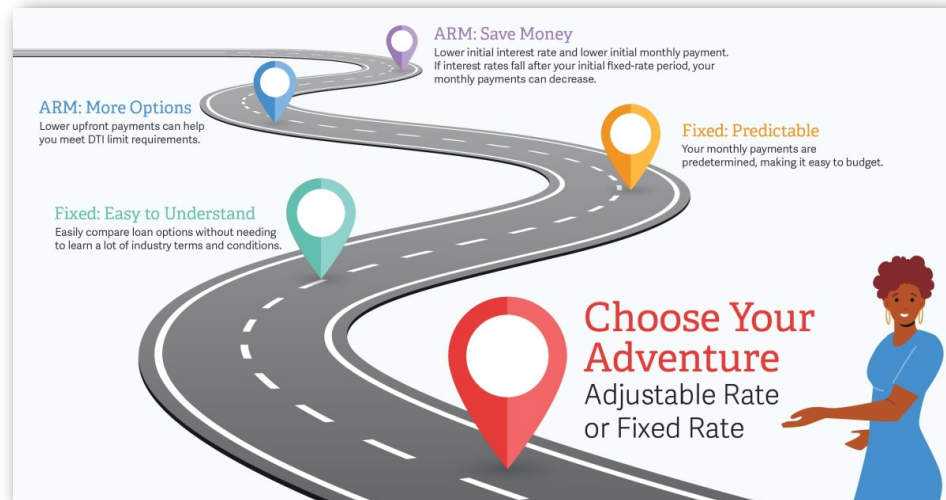 ARM: Save Money
Lower initial interest rate and lower initial monthly payment.
If interest rates fall after your initial fixed-rate period, your
monthly payments can decrease.
ARM: More Options
Lower upfront payments can help
you meet DTI limit requirements.
Fixed: Predictable
Your monthly payments are
predetermined, making it easy to budget.
Fixed: Easy to Understand
Easily compare loan options without needing
to learn a lot of industry terms and conditions.
Choose Your
Adventure
Adjustable Rate
or Fixed Rate